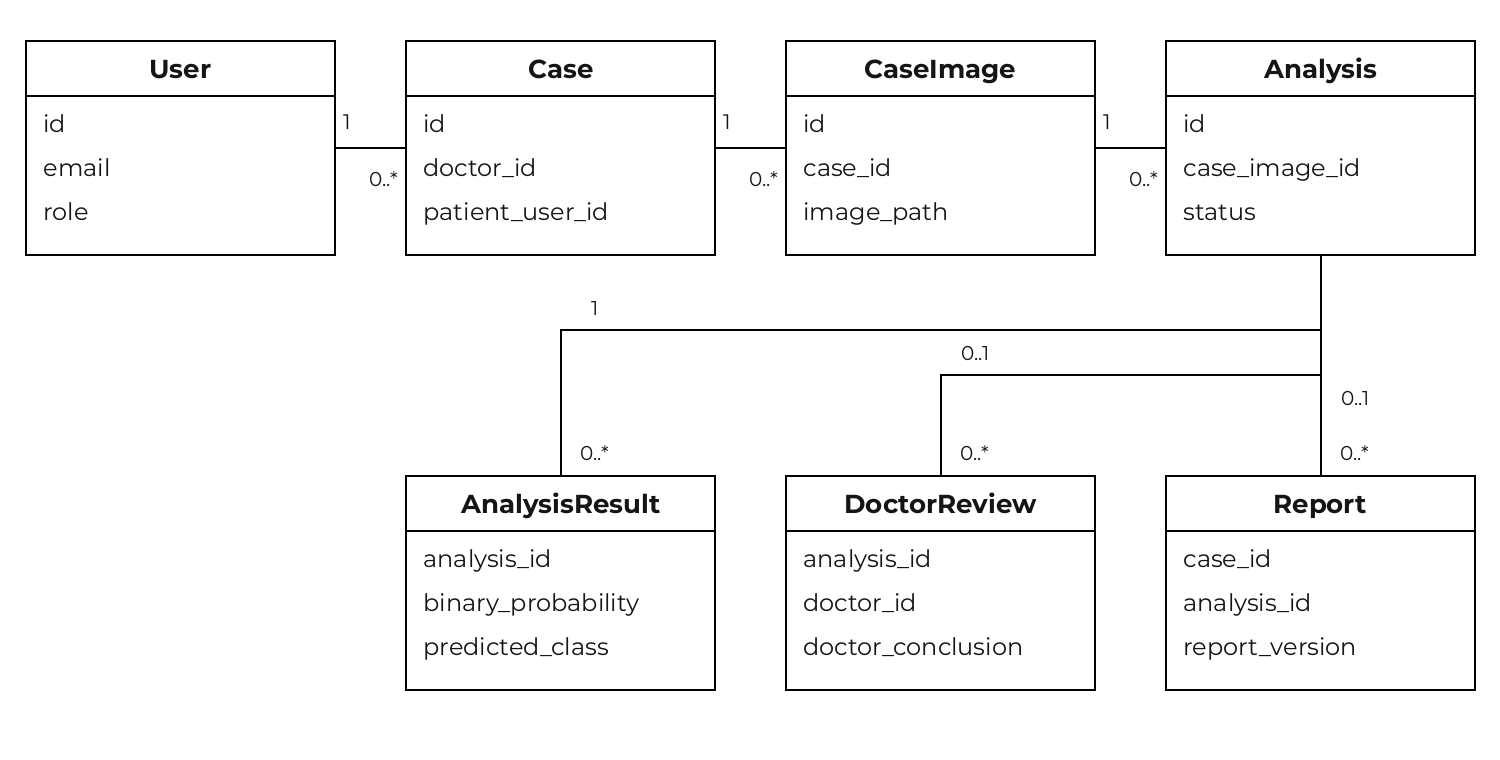 User
id
email
role
1
0..*
Case
id
doctor_id
patient_user_id
1
0..*
CaseImage
id
case_id
image_path
1
0..*
Analysis
id
case_image_id
status
1
0..1
0..1
0..*
0..*
0..*
AnalysisResult
analysis_id
binary_probability
predicted_class
DoctorReview
analysis_id
doctor_id
doctor_conclusion
Report
case_id
analysis_id
report_version